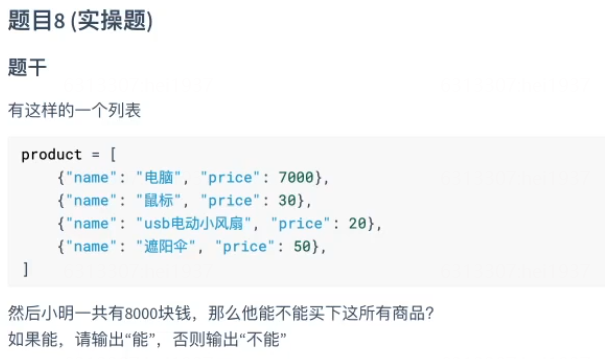 题目8 (实操题)
题干
有这样的一个列表
product = [
    {"name": "电脑", "price": 7000},
    {"name": "鼠标", "price": 30},
    {"name": "usb电动小风扇", "price": 20},
    {"name": "遮阳伞", "price": 50},
]
然后小明一共有8000块钱，那么他能不能买下这所有商品？
如果能，请输出“能”，否则输出“不能”